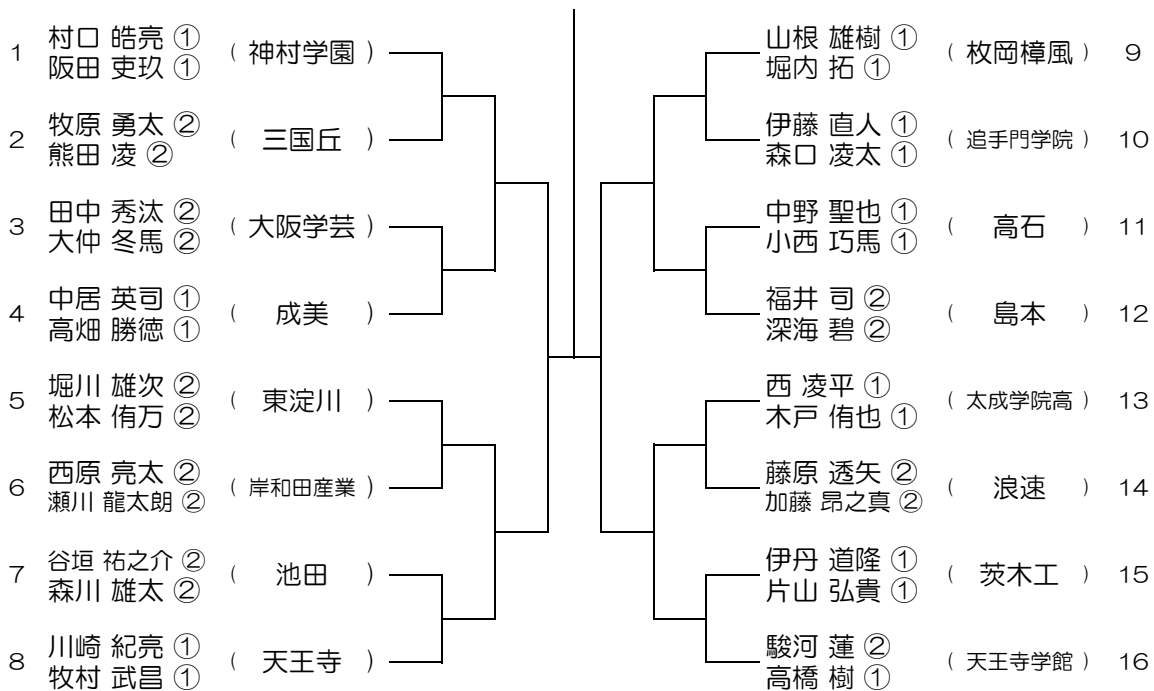 1 村口 皓亮 ① ( 神村学園 )
阪田 吏玖 ①
2 牧原 勇太 ② ( 三国丘 )
熊田 凌 ②
3 田中 秀汰 ② ( 大阪学芸 )
大仲 冬馬 ②
4 中居 英司 ① ( 成美 )
高畑 勝徳 ①
5 堀川 雄次 ② ( 東淀川 )
松本 侑万 ②
6 西原 亮太 ② ( 岸和田産業 )
瀬川 龍太朗 ②
7 谷垣 祐之介 ② ( 池田 )
森川 雄太 ②
8 川崎 紀亮 ① ( 天王寺 )
牧村 武昌 ①
山根 雄樹 ① ( 枚岡樟風 ) 9
堀内 拓 ①
伊藤 直人 ① ( 追手門学院 ) 10
森口 凌太 ①
中野 聖也 ① ( 高石 ) 11
小西 巧馬 ①
福井 司 ② ( 島本 ) 12
深海 碧 ②
西 凌平 ① ( 太成学院高 ) 13
木戸 侑也 ①
藤原 透矢 ② ( 浪速 ) 14
加藤 昂之真 ②
伊丹 道隆 ① ( 茨木工 ) 15
片山 弘貴 ①
駿河 蓮 ② ( 天王寺学館 ) 16
高橋 樹 ①